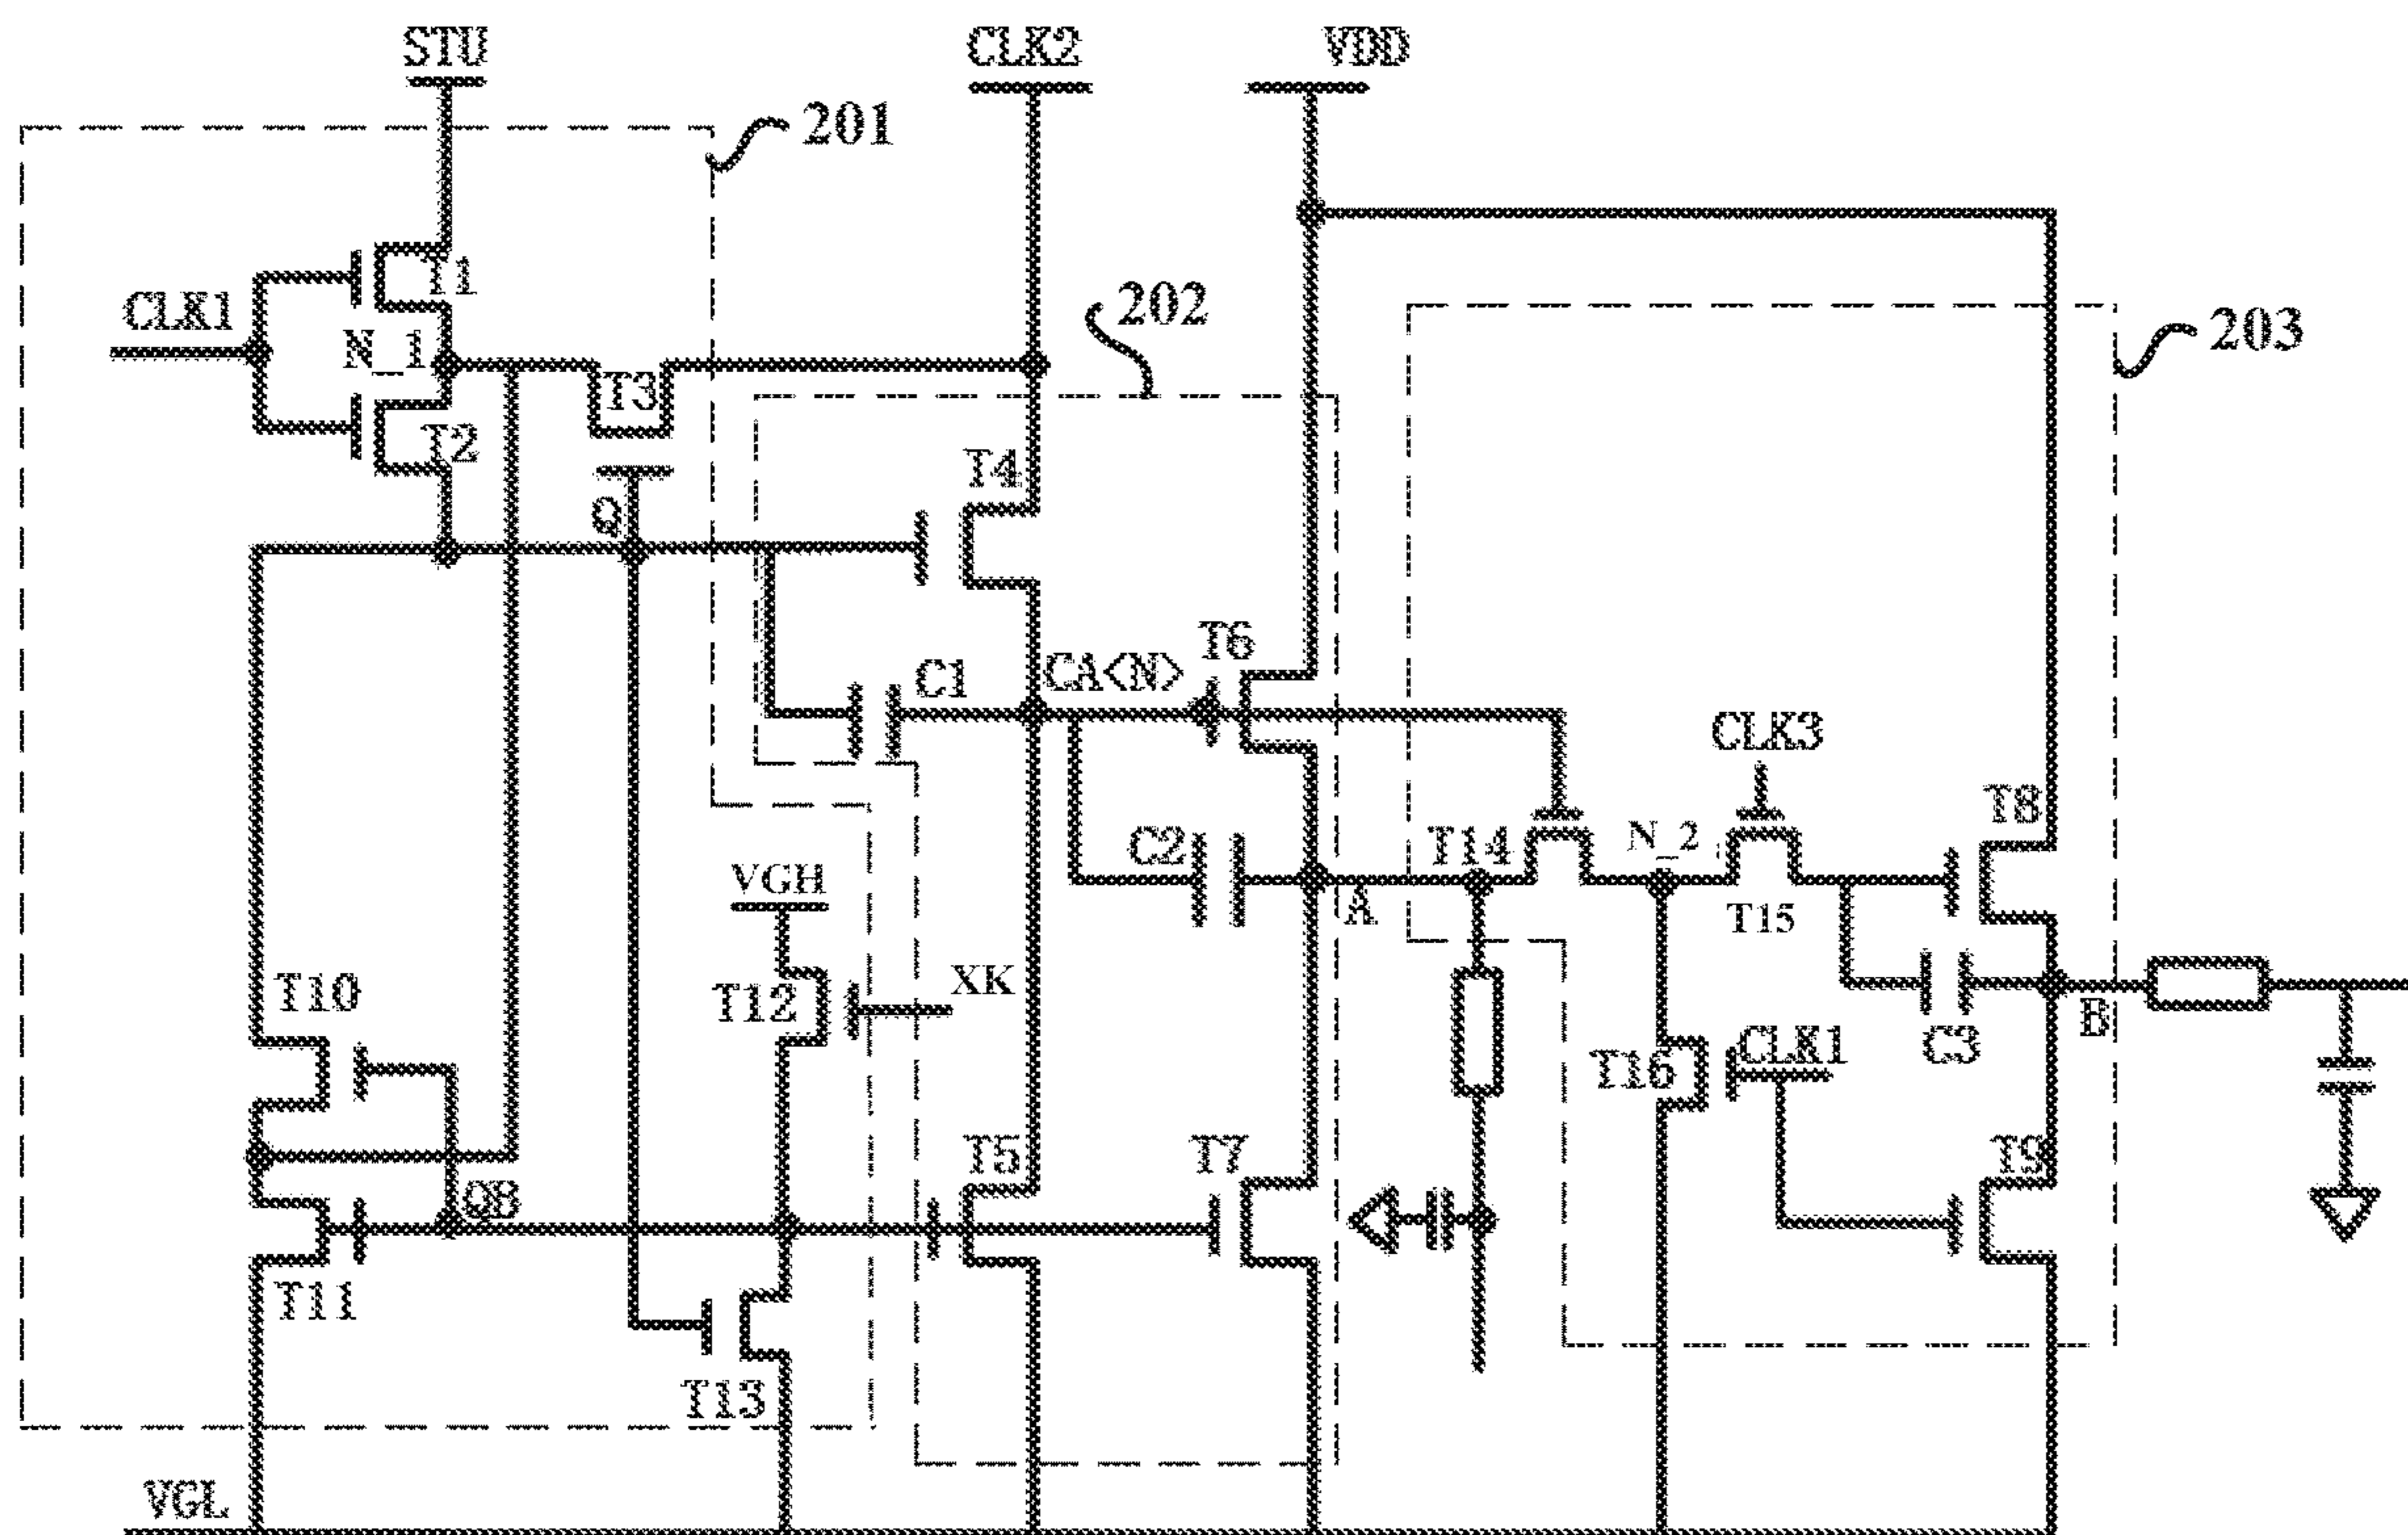 STU
CLK2
VDD
201
T1
CLK1
N_1
202
203
T3
T2
T4
Q
T6
CA<N>
C1
CLK3
T8
C2
T14
N_2
VGH
A
T15
T10
T12
XK
B
T16
CLK1
C3
QB
T5
T7
T9
T11
T13
VGL